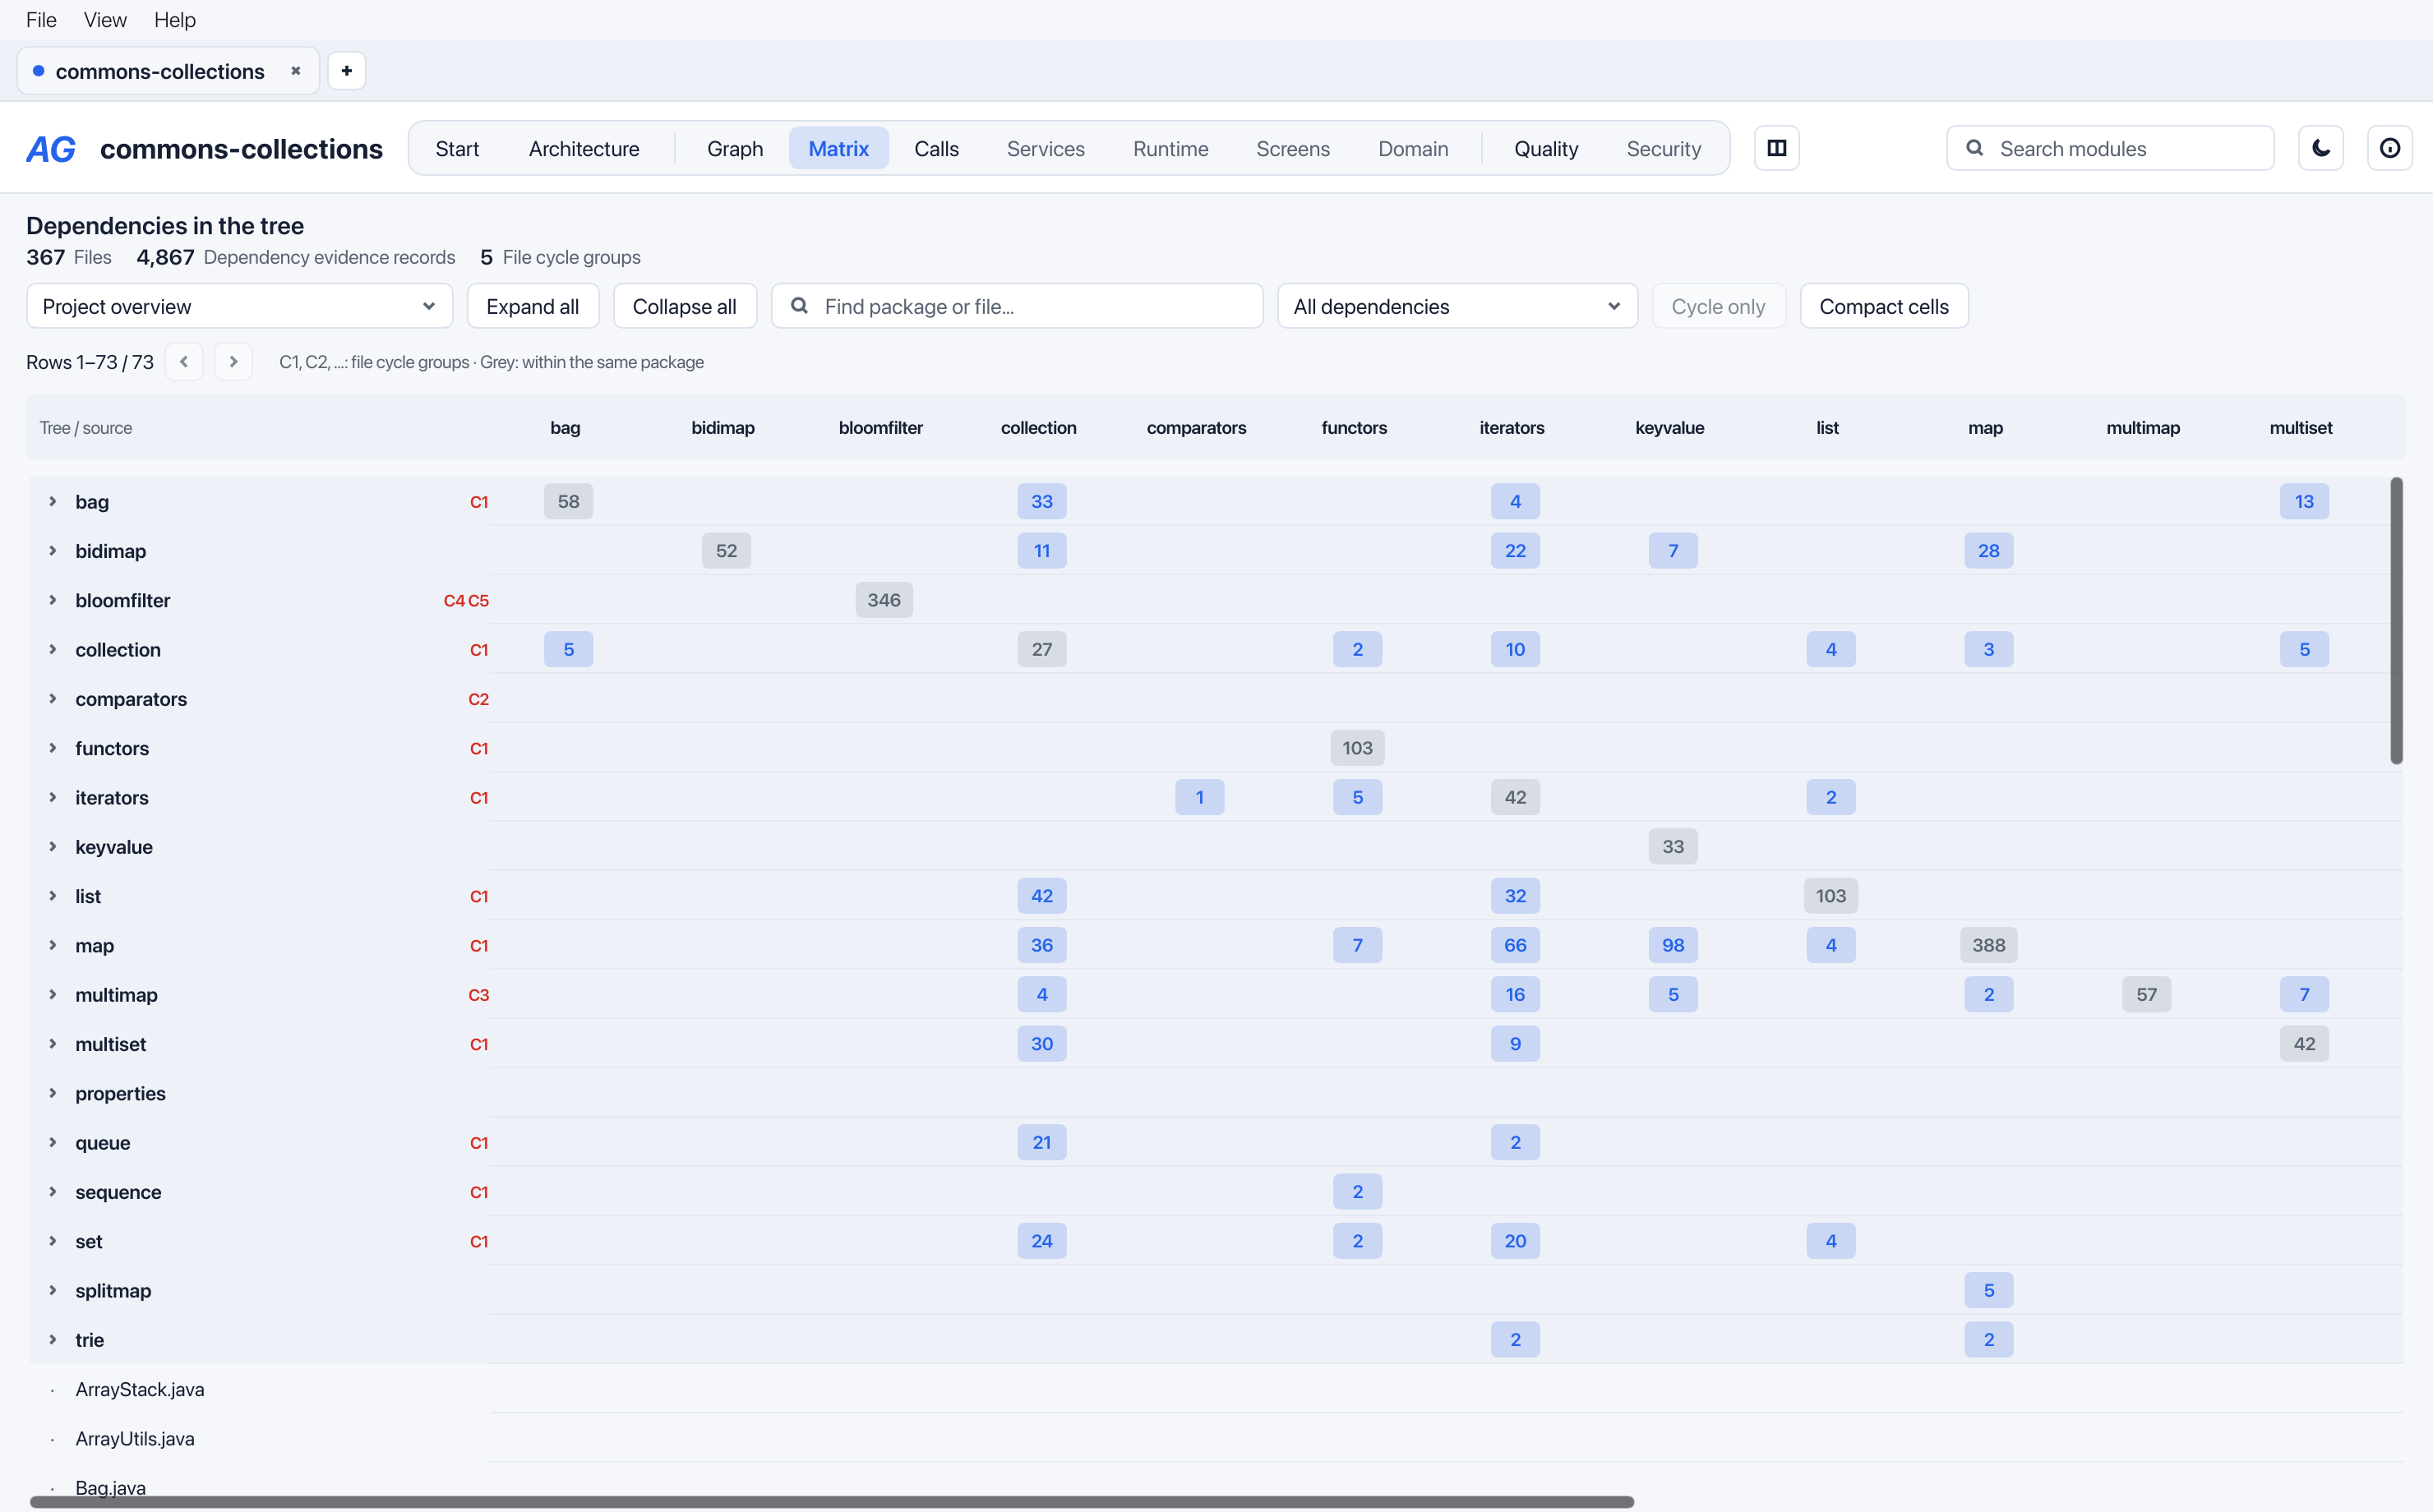 File View Help
commons-collections
AG commons-collections Start Architecture Graph Matrix Calls Services Runtime Screens Domain Quality Security Search modules
Dependencies in the tree
367 Files 4,867 Dependency evidence records 5 File cycle groups
Project overview Expand all Collapse all Find package or file... All dependencies Cycle only Compact cells
Rows 1–73 / 73 C1, C2, ...: file cycle groups · Grey: within the same package
Tree / source bag bidimap bloomfilter collection comparators functors iterators keyvalue list map multimap multiset
bag C1 58 33 4 13
bidimap 52 11 22 7 28
bloomfilter C4 C5 346
collection C1 5 27 2 10 4 3 5
comparators C2
functors C1 103
iterators C1 1 5 42 2
keyvalue 33
list C1 42 32 103
map C1 36 7 66 98 4 388
multimap C3 4 16 5 2 57 7
multiset C1 30 9 42
properties
queue C1 21 2
sequence C1 2
set C1 24 2 20 4
splitmap 5
trie 2 2
ArrayStack.java
ArrayUtils.java
Bag.java